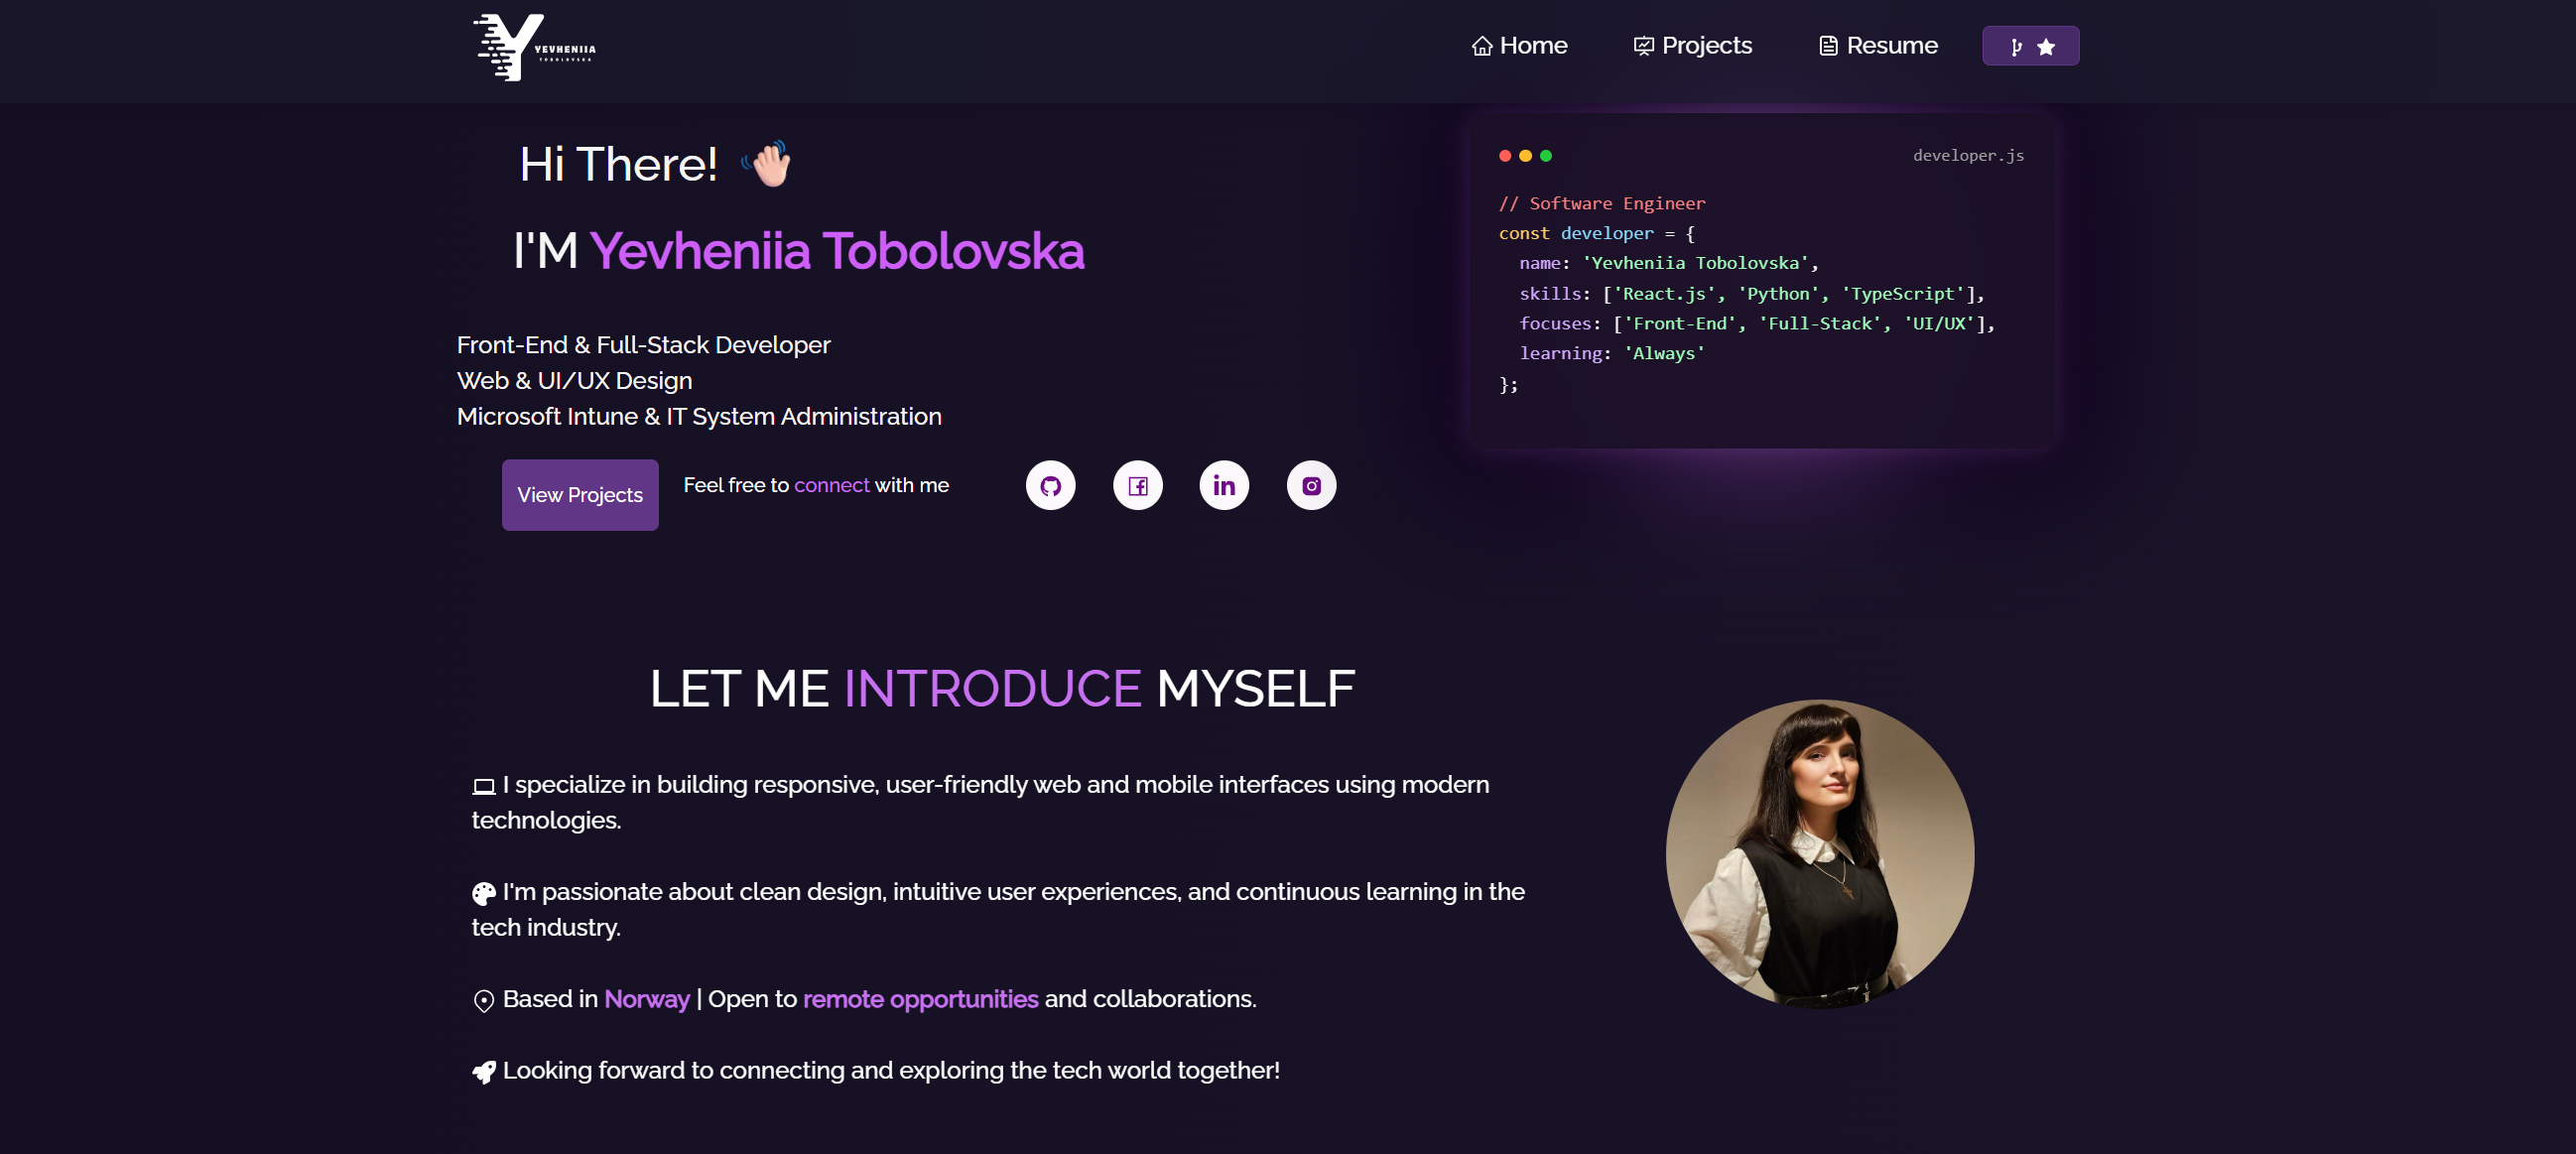 YEVHENIIA
TOBOLOVSKA
Home
Projects
Resume
Hi There!
I'M Yevheniia Tobolovska
Front-End & Full-Stack Developer
Web & UI/UX Design
Microsoft Intune & IT System Administration
View Projects
Feel free to connect with me
developer.js
// Software Engineer
const developer = {
name: 'Yevheniia Tobolovska',
skills: ['React.js', 'Python', 'TypeScript'],
focuses: ['Front-End', 'Full-Stack', 'UI/UX'],
learning: 'Always'
};
LET ME INTRODUCE MYSELF
I specialize in building responsive, user-friendly web and mobile interfaces using modern
technologies.
I'm passionate about clean design, intuitive user experiences, and continuous learning in the
tech industry.
Based in Norway | Open to remote opportunities and collaborations.
Looking forward to connecting and exploring the tech world together!